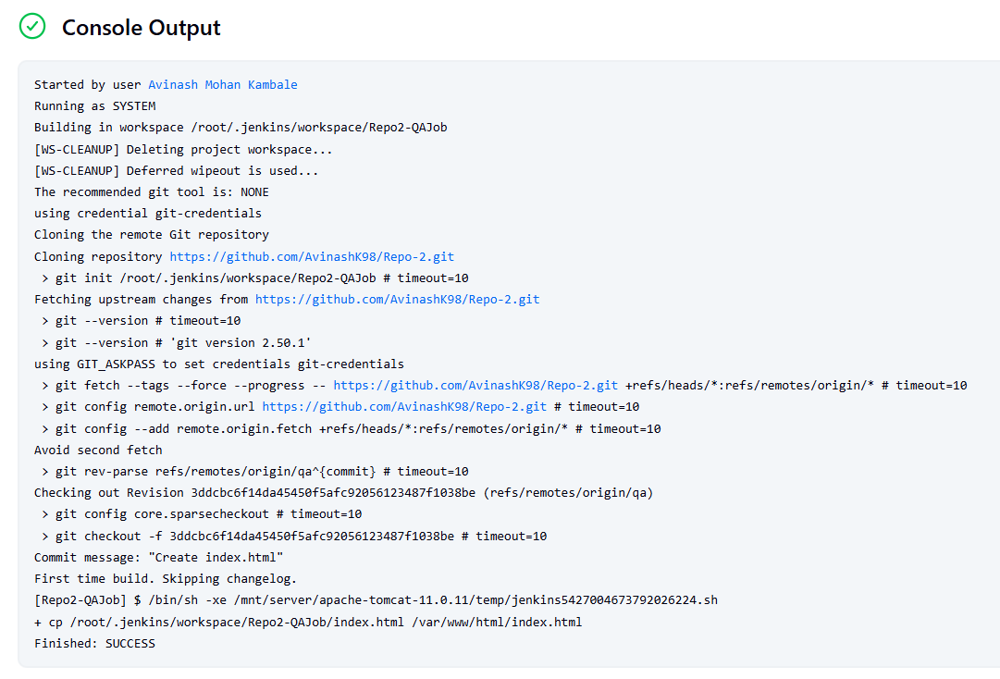 Console Output
Started by user Avinash Mohan Kambale
Running as SYSTEM
Building in workspace /root/.jenkins/workspace/Repo2-QAJob
[WS-CLEANUP] Deleting project workspace...
[WS-CLEANUP] Deferred wipeout is used...
The recommended git tool is: NONE
using credential git-credentials
Cloning the remote Git repository
Cloning repository https://github.com/AvinashK98/Repo-2.git
 > git init /root/.jenkins/workspace/Repo2-QAJob # timeout=10
Fetching upstream changes from https://github.com/AvinashK98/Repo-2.git
 > git --version # timeout=10
 > git --version # 'git version 2.50.1'
using GIT_ASKPASS to set credentials git-credentials
 > git fetch --tags --force --progress -- https://github.com/AvinashK98/Repo-2.git +refs/heads/*:refs/remotes/origin/* # timeout=10
 > git config remote.origin.url https://github.com/AvinashK98/Repo-2.git # timeout=10
 > git config --add remote.origin.fetch +refs/heads/*:refs/remotes/origin/* # timeout=10
Avoid second fetch
 > git rev-parse refs/remotes/origin/qa^{commit} # timeout=10
Checking out Revision 3ddcbc6f14da45450f5afc92056123487f1038be (refs/remotes/origin/qa)
 > git config core.sparsecheckout # timeout=10
 > git checkout -f 3ddcbc6f14da45450f5afc92056123487f1038be # timeout=10
Commit message: "Create index.html"
First time build. Skipping changelog.
[Repo2-QAJob] $ /bin/sh -xe /mnt/server/apache-tomcat-11.0.11/temp/jenkins5427004673792026224.sh
+ cp /root/.jenkins/workspace/Repo2-QAJob/index.html /var/www/html/index.html
Finished: SUCCESS